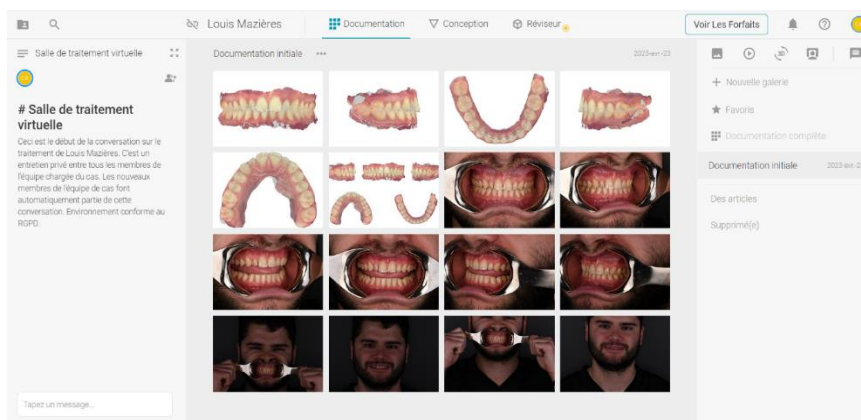 Louis Mazières
Documentation
Conception
Réviseur
Voir Les Forfaits
Salle de traitement virtuelle
# Salle de traitement
virtuelle
Ceci est le début de la conversation sur le
traitement de Louis Mazières. C'est un
entretien privé entre tous les membres de
l'équipe chargée du cas. Les nouveaux
membres de l'équipe de cas font
automatiquement partie de cette
conversation. Environnement conforme au
RGPD.
Tapez un message...
Documentation initiale
2023-avr.-23
+ Nouvelle galerie
Favoris
Documentation complète
Documentation initiale
Des articles
Supprimé(e)